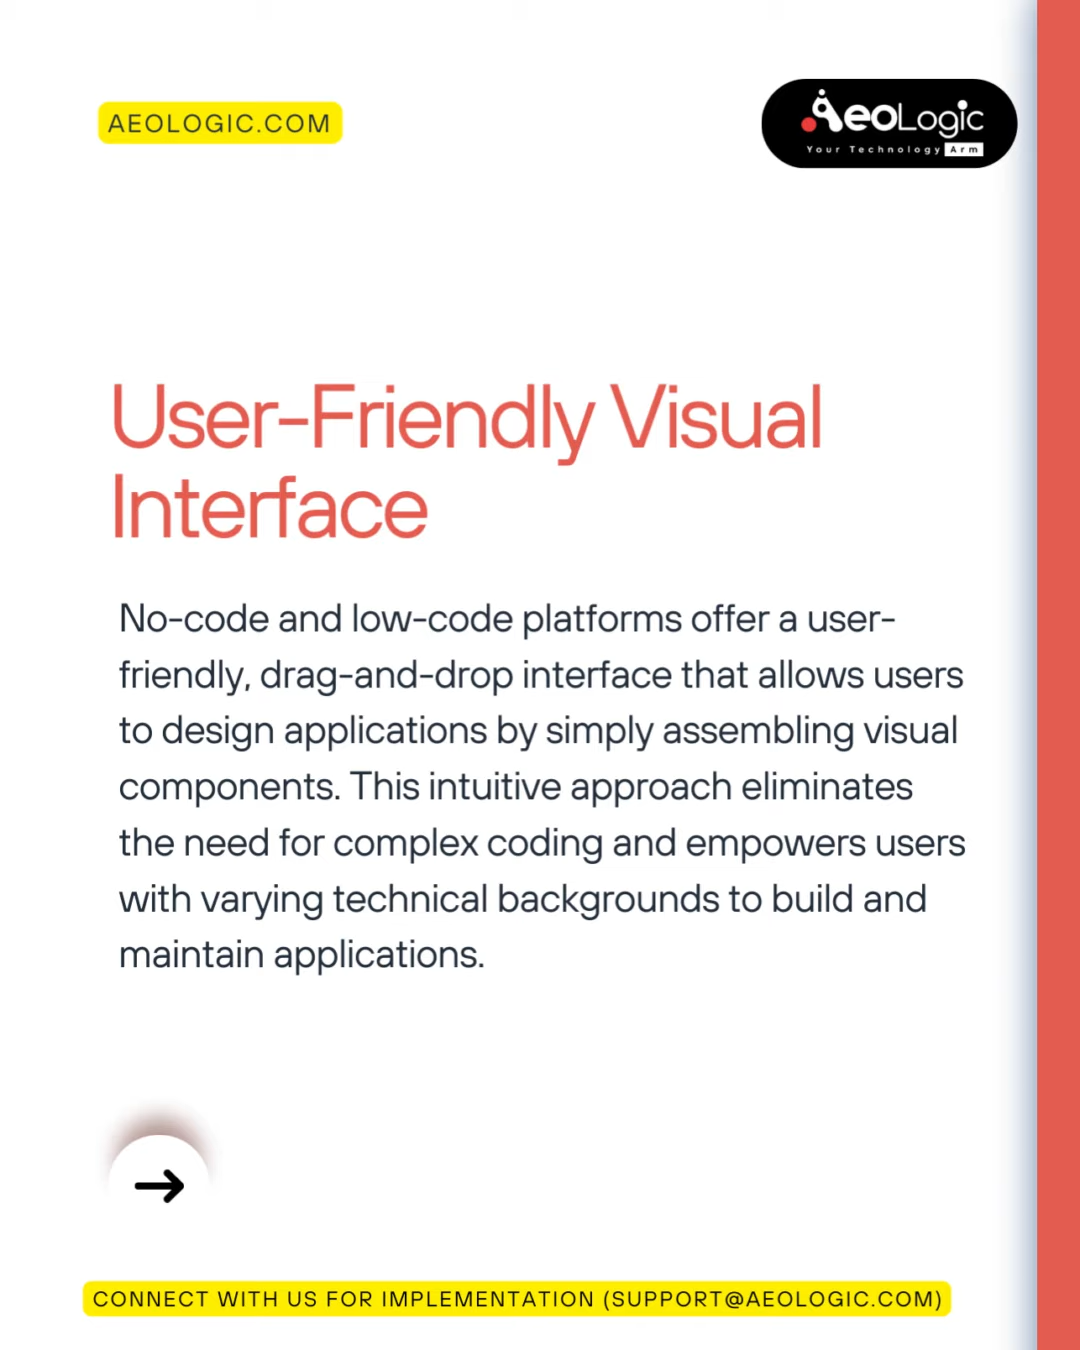 AEOLOGIC.COM
AeoLogic
Your Technology Arm
User-Friendly Visual
Interface
No-code and low-code platforms offer a user-
friendly, drag-and-drop interface that allows users
to design applications by simply assembling visual
components. This intuitive approach eliminates
the need for complex coding and empowers users
with varying technical backgrounds to build and
maintain applications.
CONNECT WITH US FOR IMPLEMENTATION (SUPPORT@AEOLOGIC.COM)